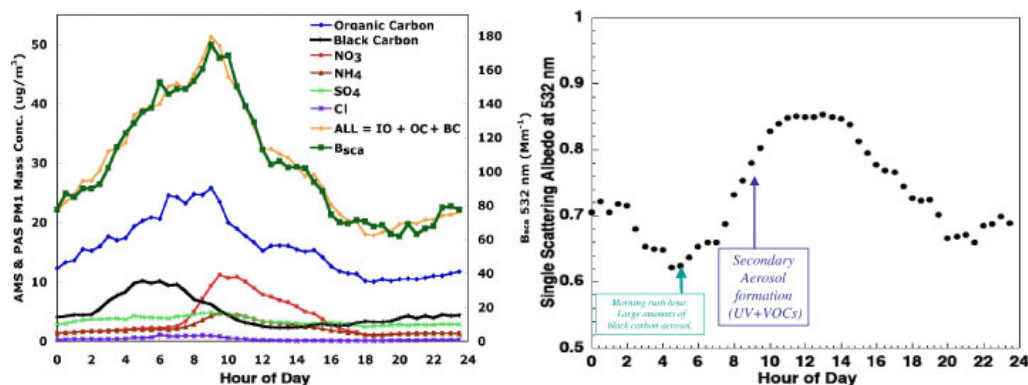 Organic Carbon
Black Carbon
NO3
NH4
SO4
Cl
ALL = IO + OC+ BC
Bsca
AMS & PAS PM1 Mass Conc. (ug/m³)
50
40
30
20
10
0
180
160
140
120
100
80
60
40
20
0
Bsca 532 nm (Mm⁻¹)
0 2 4 6 8 10 12 14 16 18 20 22 24
Hour of Day
Single Scattering Albedo at 532 nm
1
0.9
0.8
0.7
0.6
0.5
Morning rush hour.
Large amounts of
black carbon aerosol.
Secondary
Aerosol
formation
(UV+VOCs)
0 2 4 6 8 10 12 14 16 18 20 22 24
Hour of Day